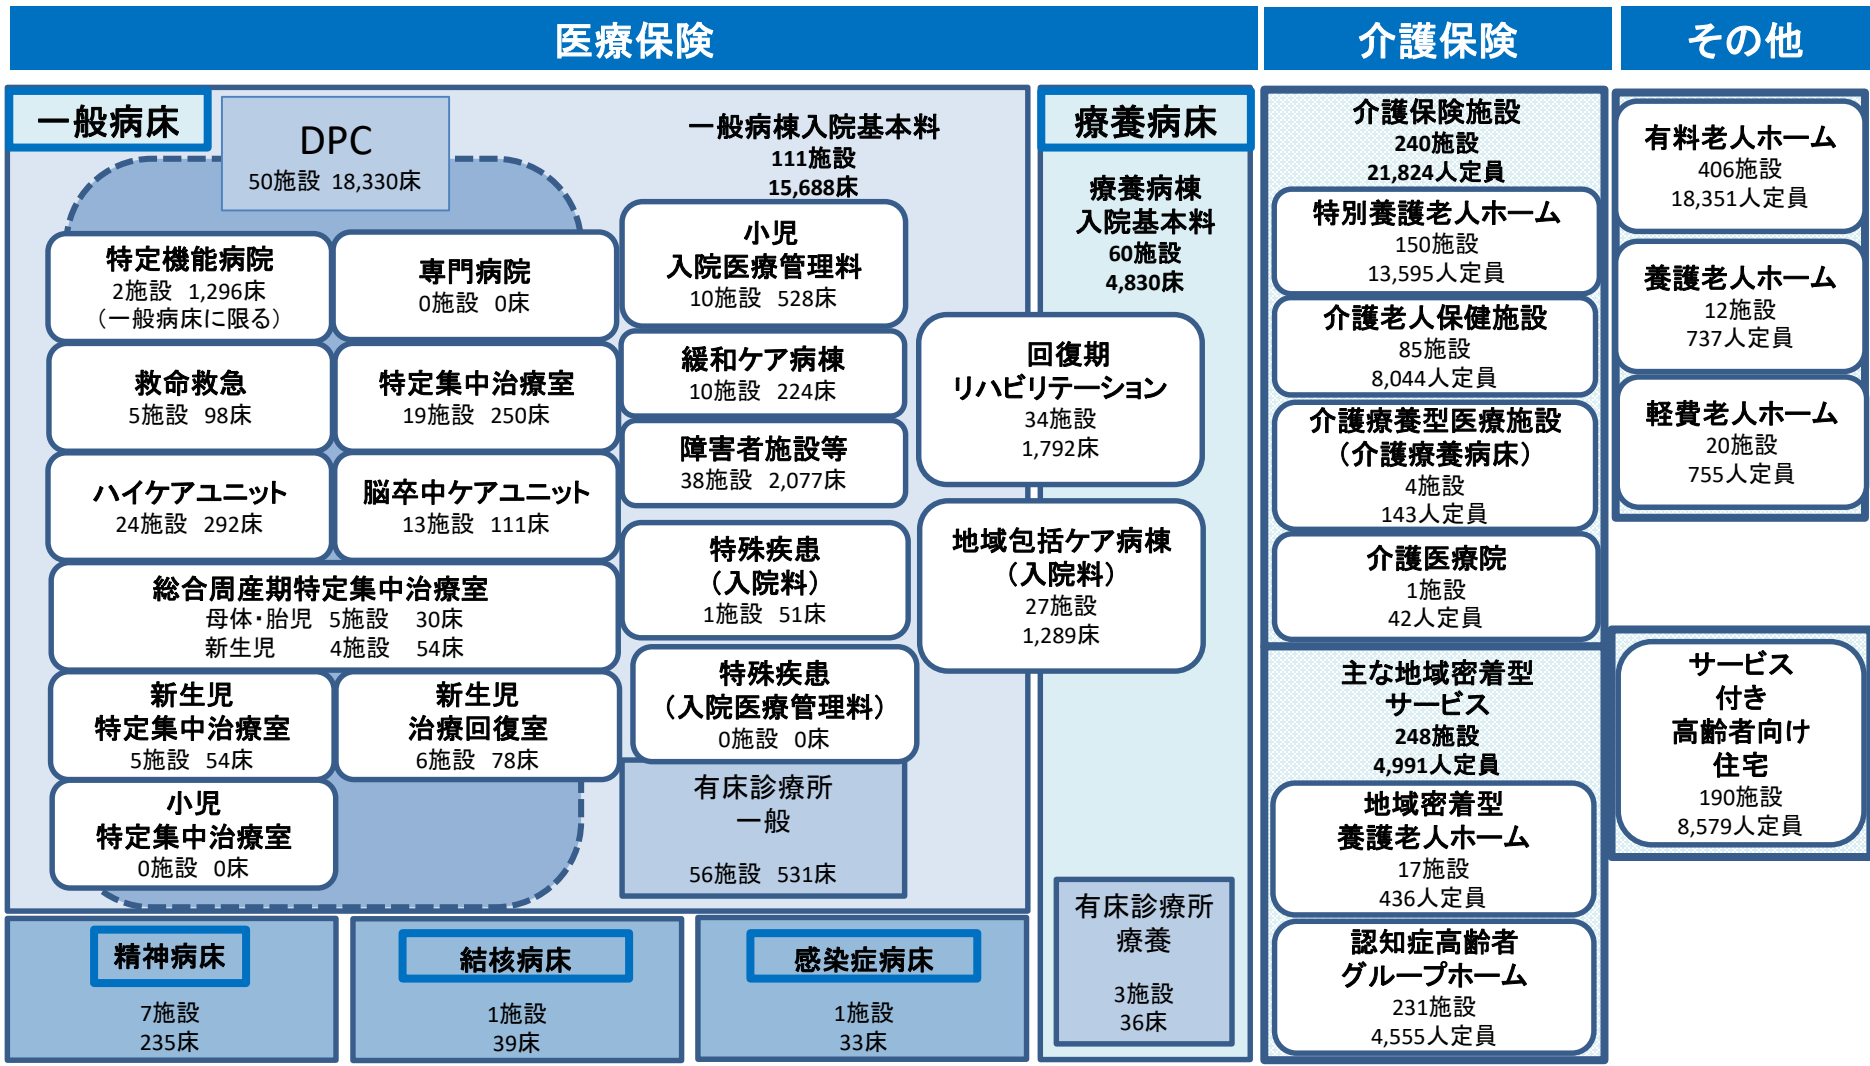 医療保険
介護保険
その他
一般病床
DPC
50施設 18,330床
一般病棟入院基本料
111施設
15,688床
特定機能病院
2施設 1,296床
（一般病床に限る）
専門病院
0施設 0床
救命救急
5施設 98床
特定集中治療室
19施設 250床
ハイケアユニット
24施設 292床
脳卒中ケアユニット
13施設 111床
総合周産期特定集中治療室
母体・胎児 5施設 30床
新生児 4施設 54床
新生児
特定集中治療室
5施設 54床
新生児
治療回復室
6施設 78床
小児
特定集中治療室
0施設 0床
小児
入院医療管理料
10施設 528床
緩和ケア病棟
10施設 224床
障害者施設等
38施設 2,077床
特殊疾患
（入院料）
1施設 51床
特殊疾患
（入院医療管理料）
0施設 0床
有床診療所
一般
56施設 531床
療養病床
療養病棟
入院基本料
60施設
4,830床
回復期
リハビリテーション
34施設
1,792床
地域包括ケア病棟
（入院料）
27施設
1,289床
有床診療所
療養
3施設
36床
精神病床
7施設
235床
結核病床
1施設
39床
感染症病床
1施設
33床
介護保険施設
240施設
21,824人定員
特別養護老人ホーム
150施設
13,595人定員
介護老人保健施設
85施設
8,044人定員
介護療養型医療施設
（介護療養病床）
4施設
143人定員
介護医療院
1施設
42人定員
主な地域密着型
サービス
248施設
4,991人定員
地域密着型
養護老人ホーム
17施設
436人定員
認知症高齢者
グループホーム
231施設
4,555人定員
有料老人ホーム
406施設
18,351人定員
養護老人ホーム
12施設
737人定員
軽費老人ホーム
20施設
755人定員
サービス
付き
高齢者向け
住宅
190施設
8,579人定員